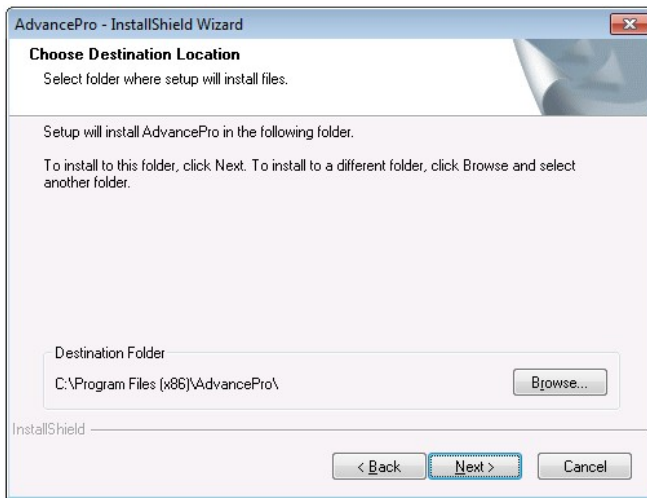 AdvancePro - InstallShield Wizard
Choose Destination Location
Select folder where setup will install files.
Setup will install AdvancePro in the following folder.
To install to this folder, click Next. To install to a different folder, click Browse and select
another folder.
Destination Folder
C:\Program Files (x86)\AdvancePro\
Browse...
InstallShield
< Back
Next >
Cancel